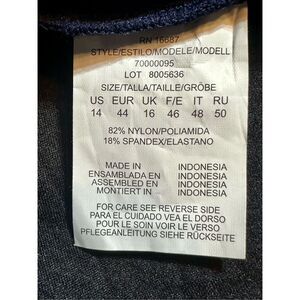 RN 16687
STYLE/ESTILO/MODELE/MODELL
70000095
LOT 8005636
SIZE/TALLA/TAILLE/GRÖBE
US EUR UK F/E IT RU
14 44 16 46 48 50
82% NYLON/POLIAMIDA
18% SPANDEX/ELASTANO
MADE IN INDONESIA
ENSAMBLADA EN INDONESIA
ASSEMBLED IN INDONESIA
MONTIERT IN INDONESIA
FOR CARE SEE REVERSE SIDE
PARA EL CUIDADO VEA EL DORSO
POUR LE SOIN VOIR LE VERSO
PFLEGEANLEITUNG SIEHE RÜCKSEITE